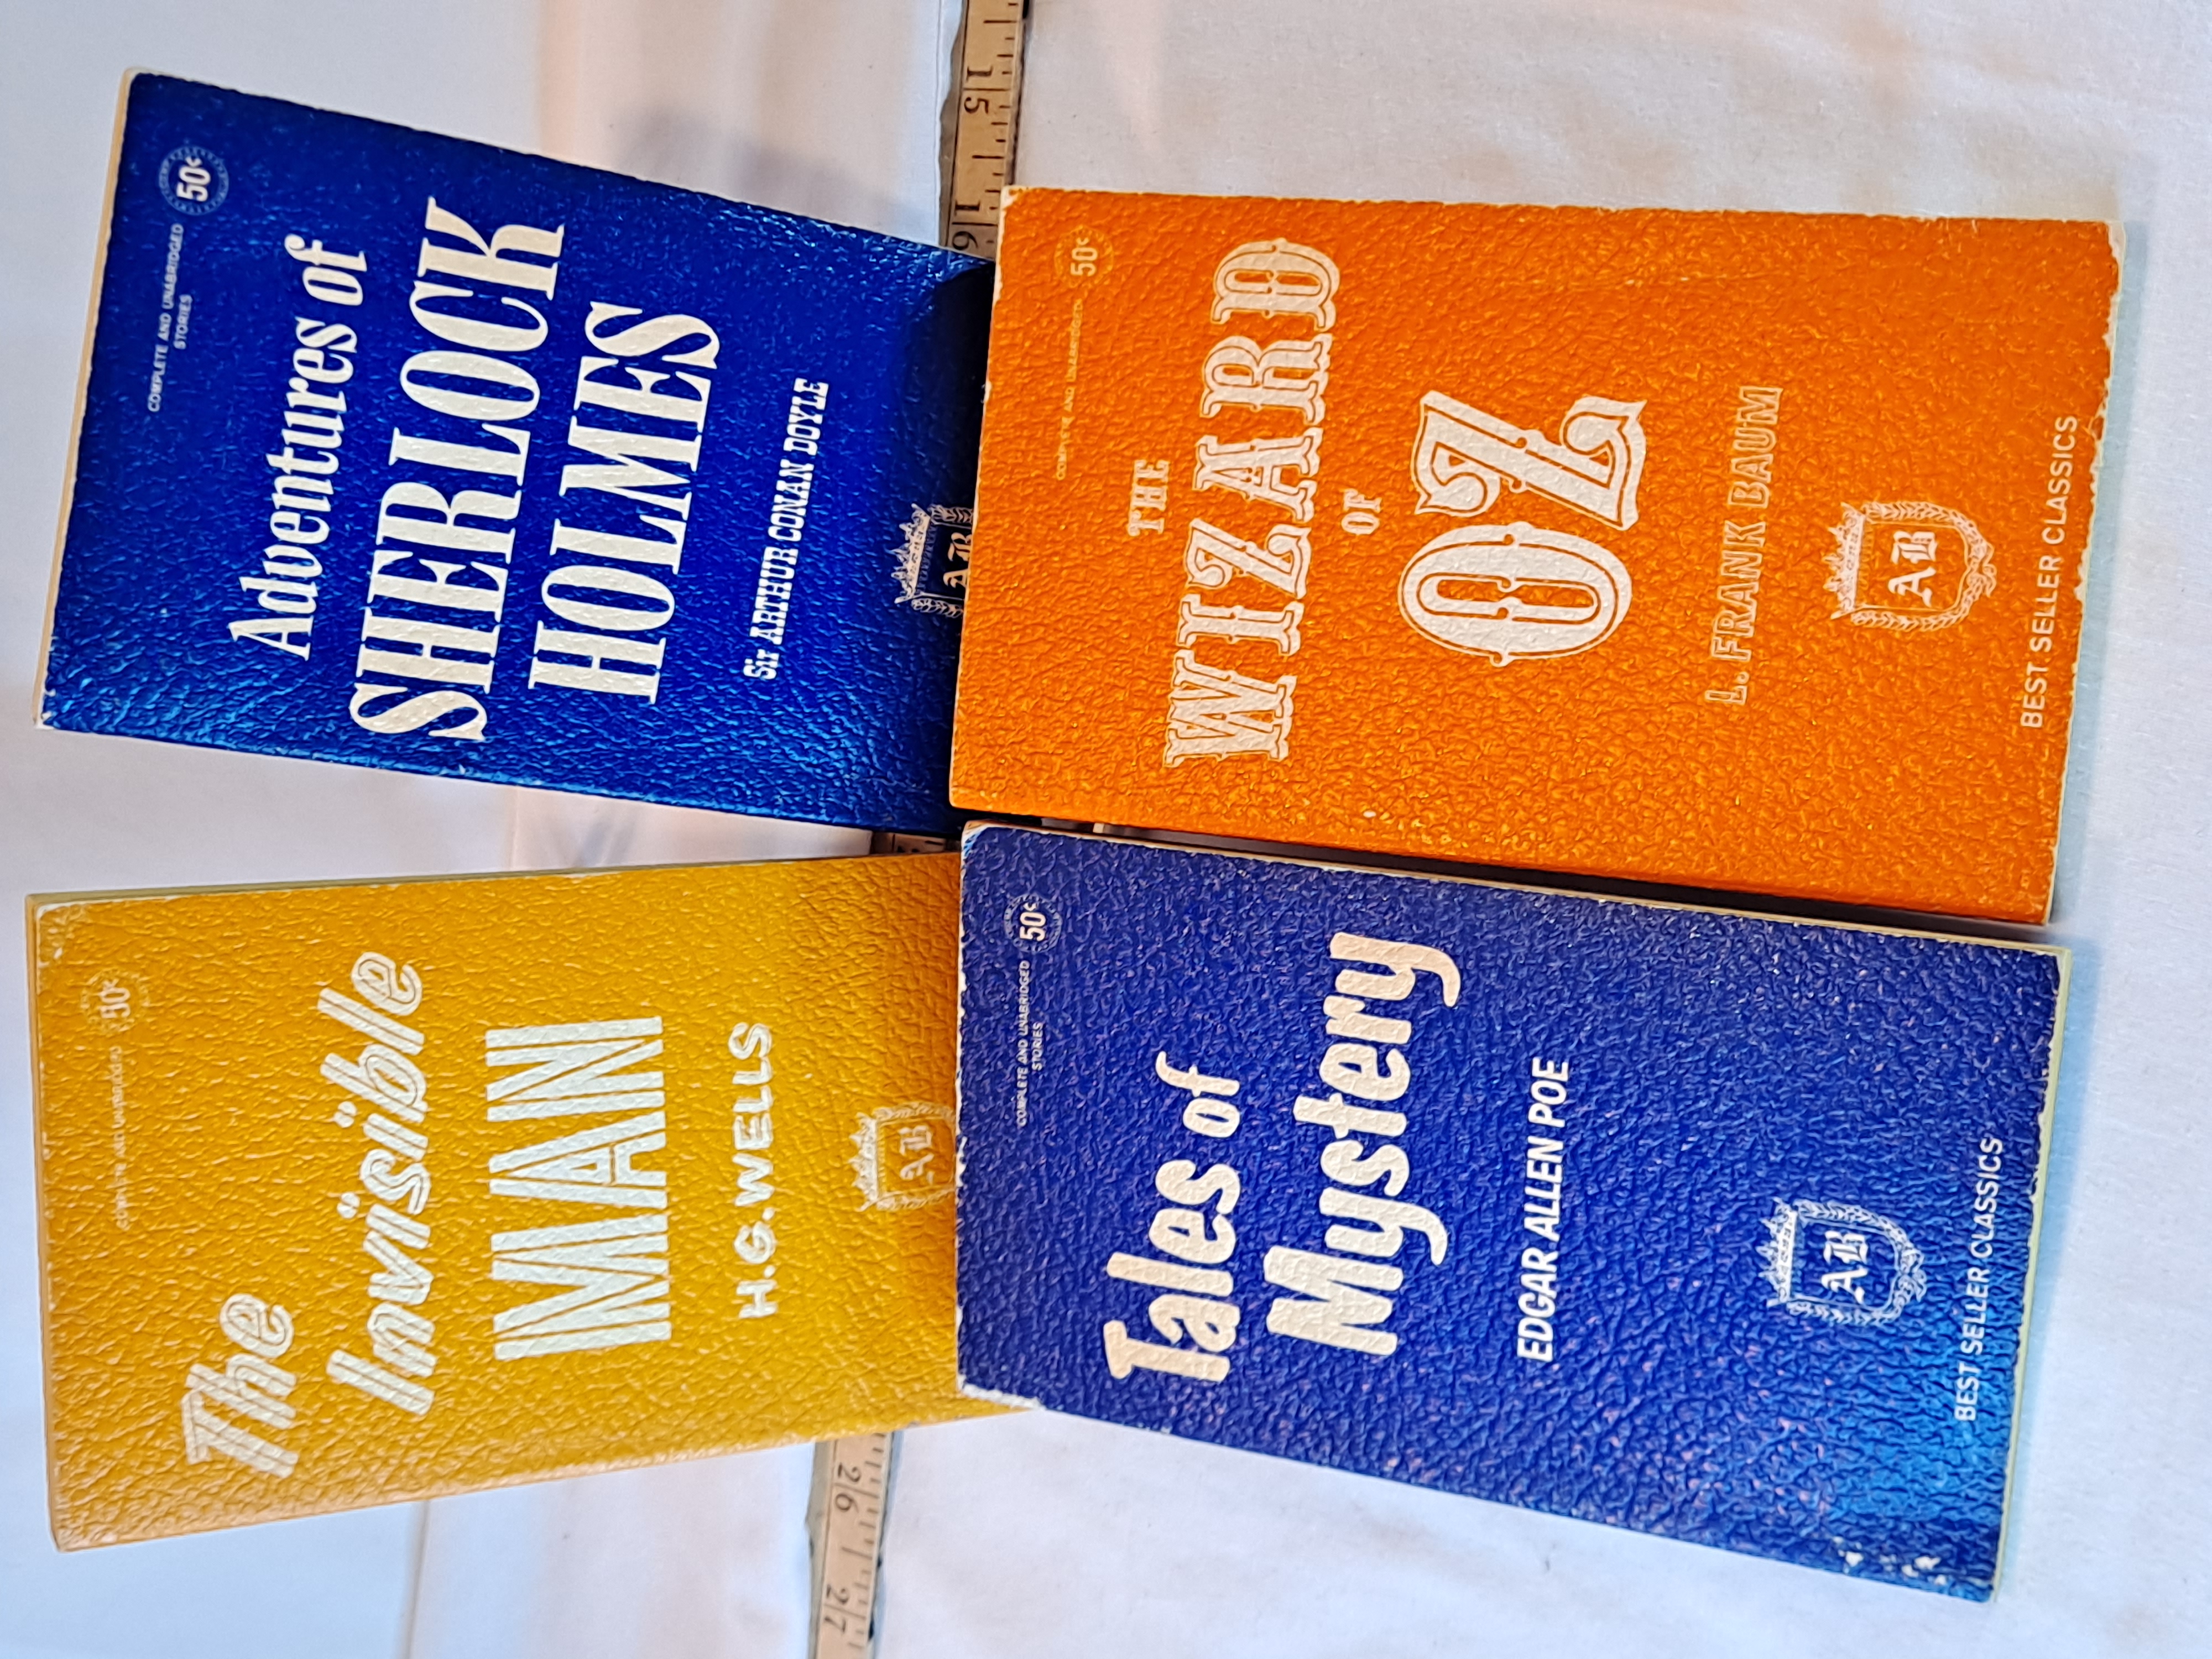 COMPLETE AND UNABRIDGED
STORIES
50¢
Adventures of
SHERLOCK
HOLMES
Sir ARTHUR CONAN DOYLE
AB
COMPLETE AND UNABRIDGED
50¢
THE
WIZARD
OF
OZ
L. FRANK BAUM
AB
BEST SELLER CLASSICS
COMPLETE AND UNABRIDGED
50¢
The
Invisible
MAN
H.G. WELLS
AB
COMPLETE AND UNABRIDGED
STORIES
50¢
Tales of
Mystery
EDGAR ALLEN POE
AB
BEST SELLER CLASSICS
15
16
26
27